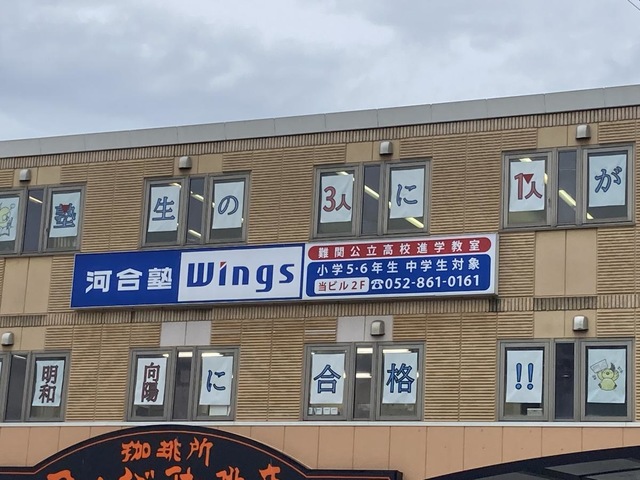 塾生の3人に1人が
河合塾 Wings
難関公立高校進学教室
小学5・6年生 中学生対象
当ビル2F ☎052-861-0161
明和 向陽に合格!!
珈琲所